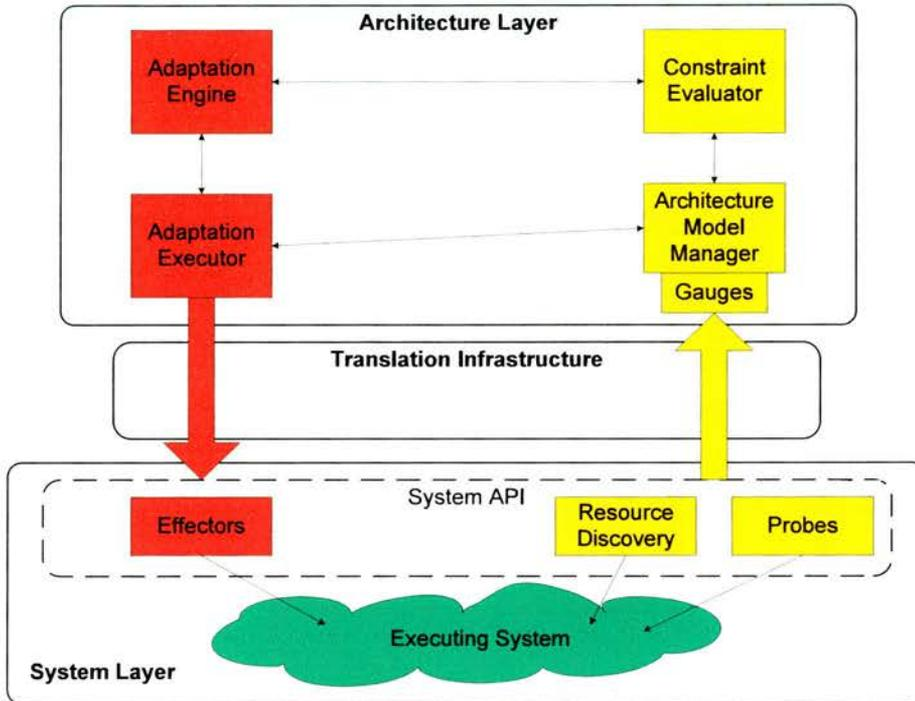 Architecture Layer
Adaptation
Engine
Constraint
Evaluator
Adaptation
Executor
Architecture
Model
Manager
Gauges
Translation Infrastructure
System API
Effectors
Resource
Discovery
Probes
Executing System
System Layer